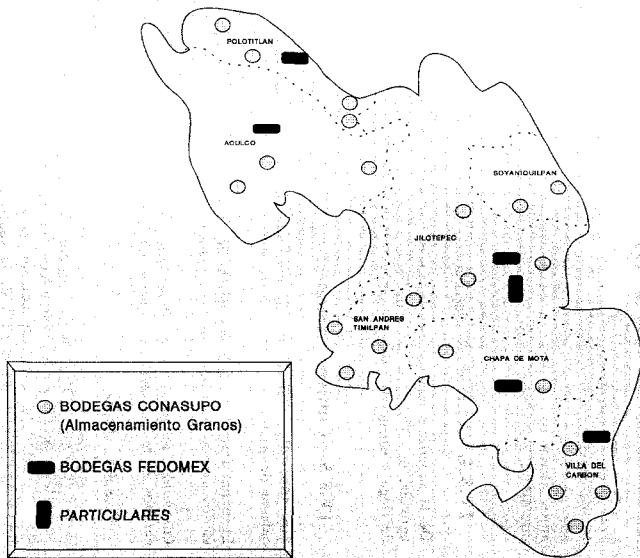 POLOTITLAN
ACULCO
SOYANIQUILPAN
JILOTEPEC
SAN ANDRES
TIMILPAN
CHAPA DE MOTA
VILLA DEL
CARBON
BODEGAS CONASUPO
(Almacenamiento Granos)
BODEGAS FEDOMEX
PARTICULARES